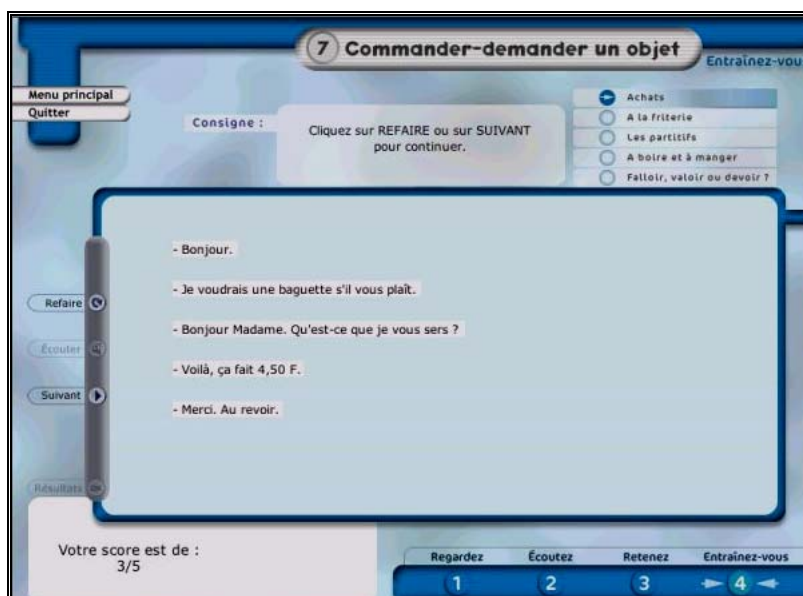 7 Commander-demander un objet
Entraînez-vou
Menu principal
Quitter
Consigne :
Cliquez sur REFAIRE ou sur SUIVANT
pour continuer.
Achats
A la friterie
Les partitifs
A boire et à manger
Falloir, valoir ou devoir ?
- Bonjour.
- Je voudrais une baguette s'il vous plaît.
- Bonjour Madame. Qu'est-ce que je vous sers ?
- Voilà, ça fait 4,50 F.
- Merci. Au revoir.
Refaire
Écouter
Suivant
Résultats
Votre score est de :
3/5
Regardez Écoutez Retenez Entraînez-vous
1 2 3 4